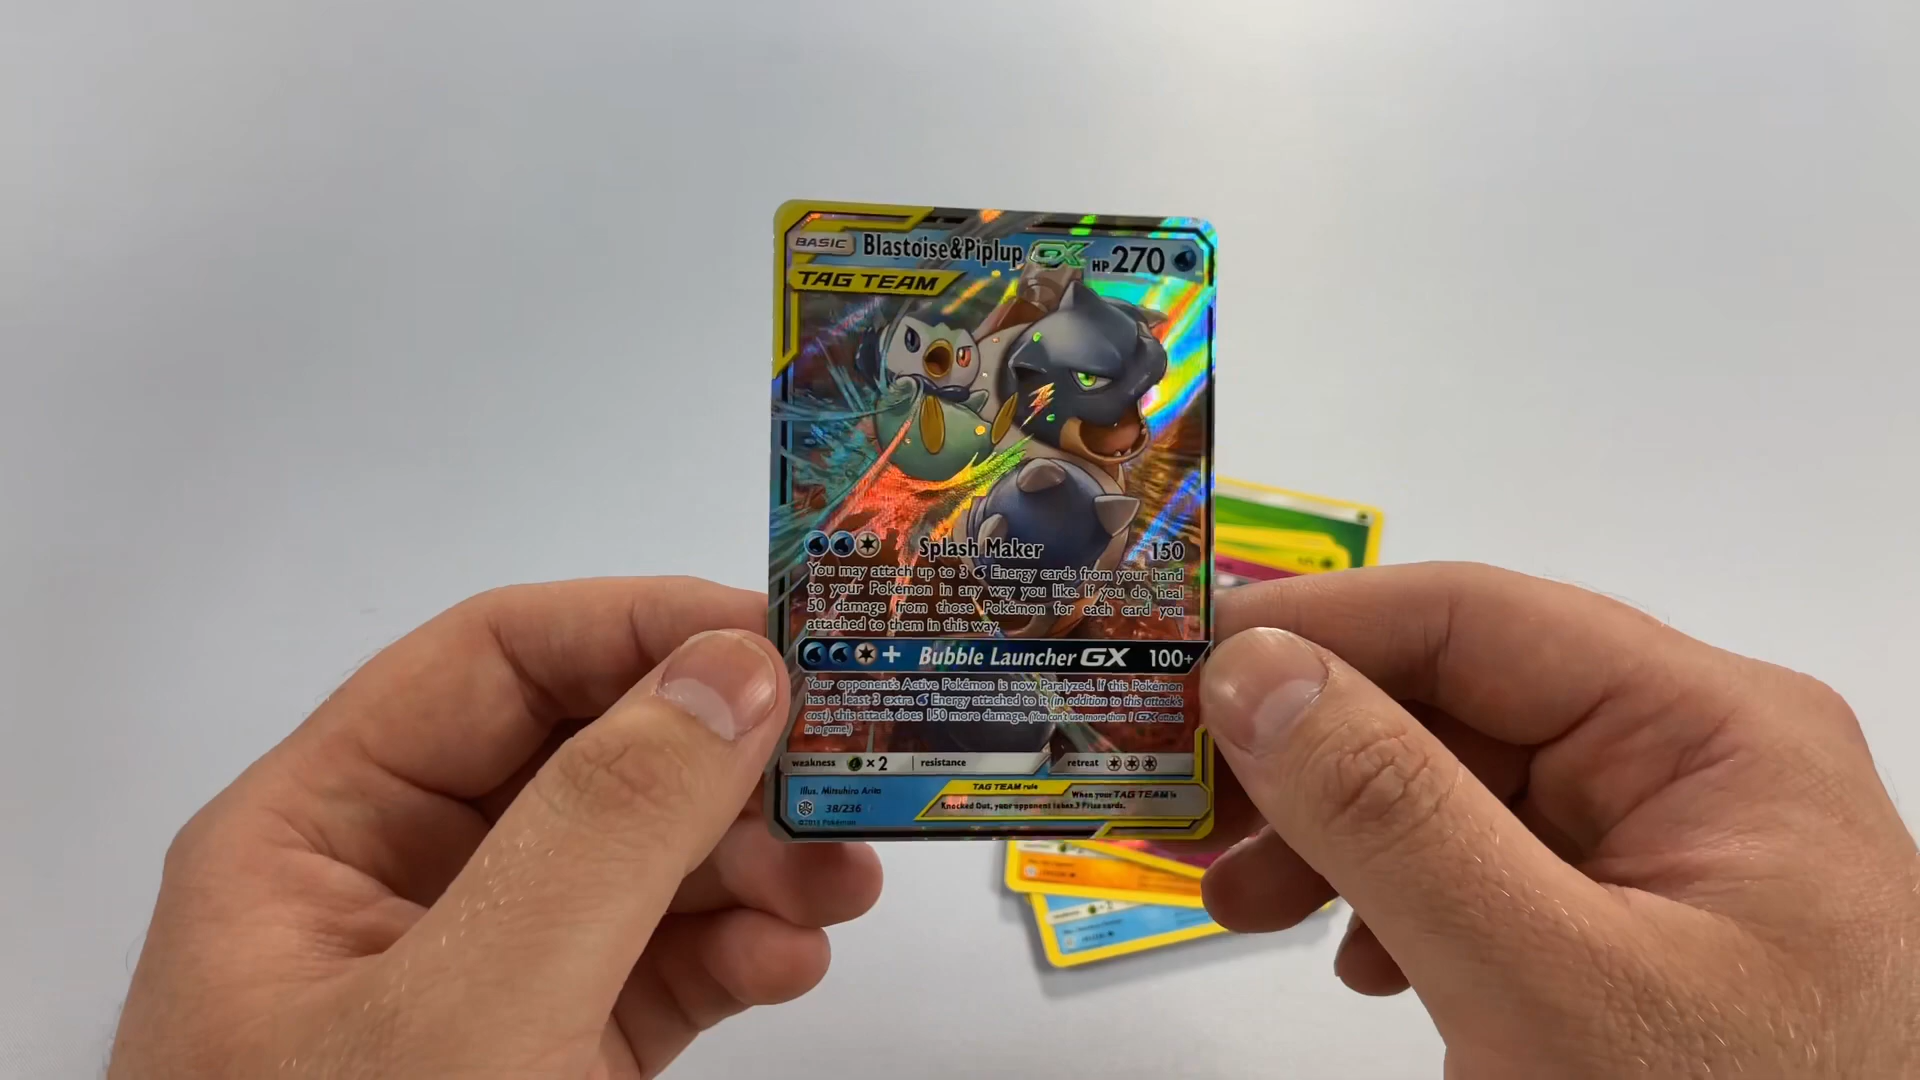 BASIC Blastoise&Piplup GX HP 270
TAG TEAM
Splash Maker 150
You may attach up to 3 Energy cards from your hand
to your Pokémon in any way you like. If you do, heal
50 damage from those Pokémon for each card you
attached to them in this way.
+ Bubble Launcher GX 100+
Your opponent's Active Pokémon is now Paralyzed. If this Pokémon
has at least 3 extra Energy attached to it (in addition to this attack's
cost), this attack does 150 more damage. (You can't use more than 1 GX attack
in a game.)
weakness ×2 resistance retreat
Illus. Mitsuhiro Arita
38/236
©2019 Pokémon
TAG TEAM rule
When your TAG TEAM is
Knocked Out, your opponent takes 3 Prize cards.